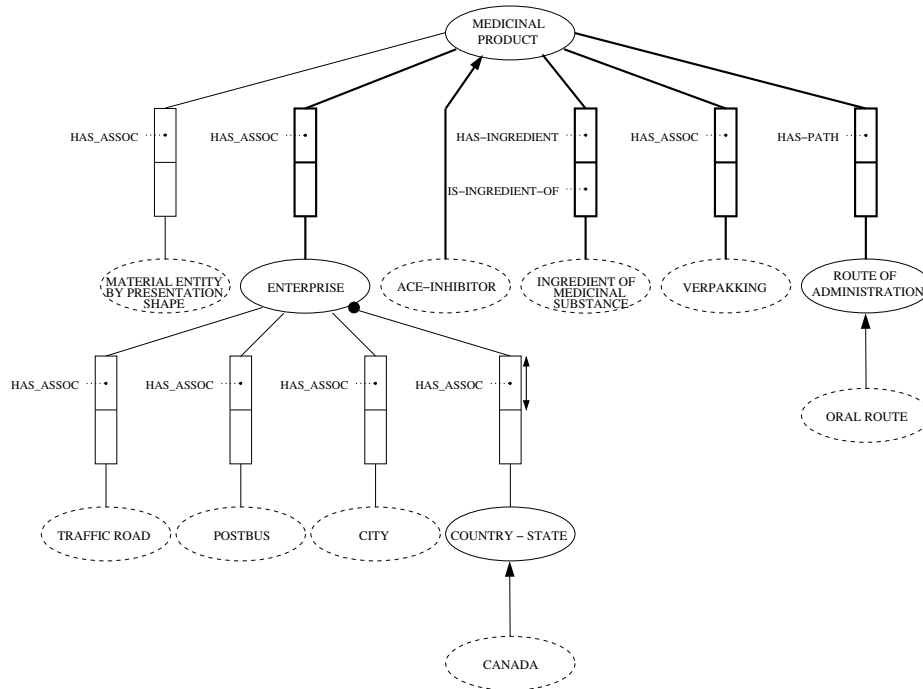 MEDICINAL
PRODUCT
HAS_ASSOC
HAS_ASSOC
HAS−INGREDIENT
HAS_ASSOC
HAS−PATH
IS−INGREDIENT−OF
MATERIAL ENTITY
BY PRESENTATION
SHAPE
ENTERPRISE
ACE−INHIBITOR
INGREDIENT OF
MEDICINAL
SUBSTANCE
VERPAKKING
ROUTE OF
ADMINISTRATION
HAS_ASSOC
HAS_ASSOC
HAS_ASSOC
HAS_ASSOC
ORAL ROUTE
TRAFFIC ROAD
POSTBUS
CITY
COUNTRY − STATE
CANADA